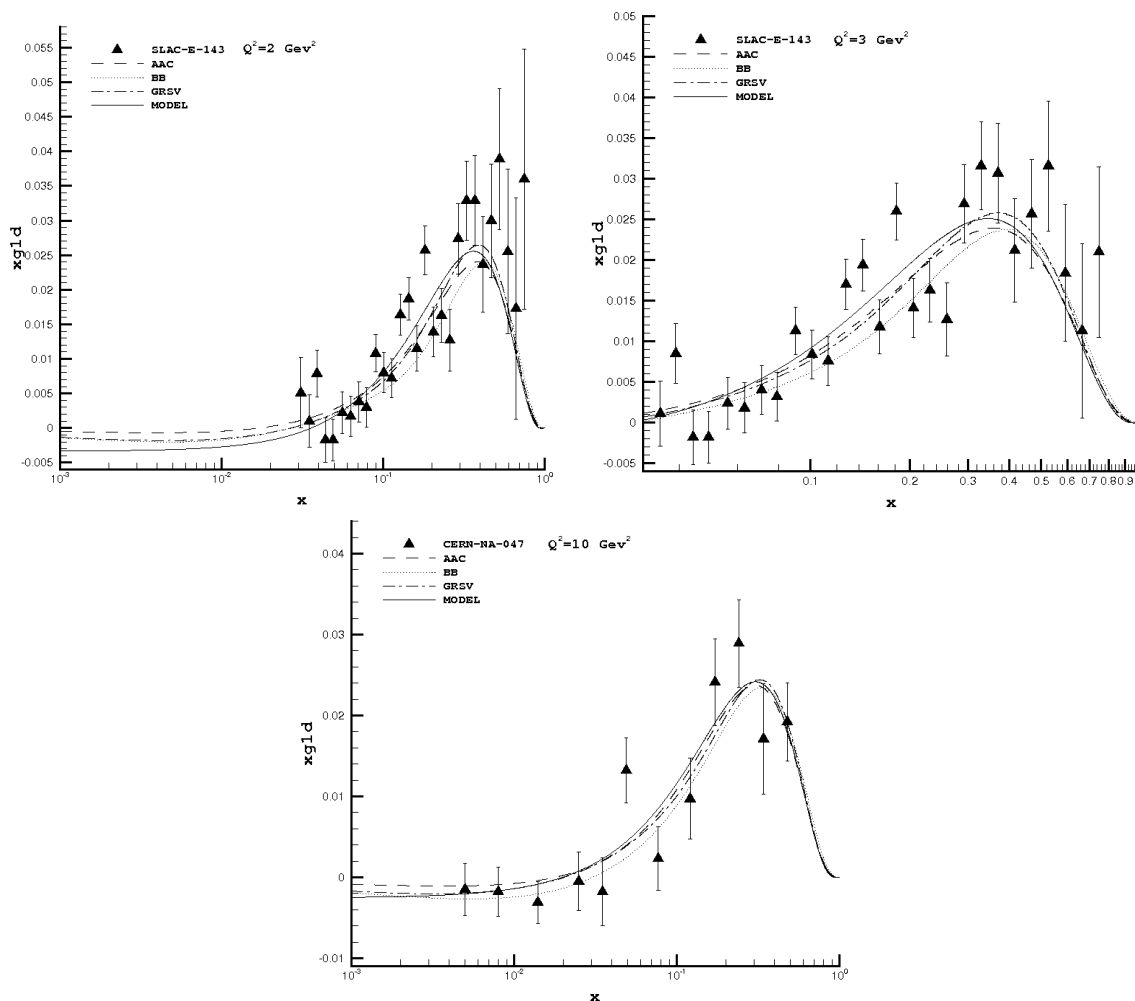 SLAC-E-143 Q²=2 Gev²
AAC
BB
GRSV
MODEL
0.055
0.05
0.045
0.04
0.035
0.03
0.025
0.02
0.015
0.01
0.005
0
-0.005
xg1d
10⁻³ 10⁻² 10⁻¹ 10⁰
x
SLAC-E-143 Q²=3 Gev²
AAC
BB
GRSV
MODEL
0.05
0.045
0.04
0.035
0.03
0.025
0.02
0.015
0.01
0.005
0
-0.005
xg1d
0.1 0.2 0.3 0.4 0.5 0.6 0.7 0.8 0.9
x
CERN-NA-047 Q²=10 Gev²
AAC
BB
GRSV
MODEL
0.04
0.03
0.02
0.01
0
-0.01
xg1d
10⁻³ 10⁻² 10⁻¹ 10⁰
x